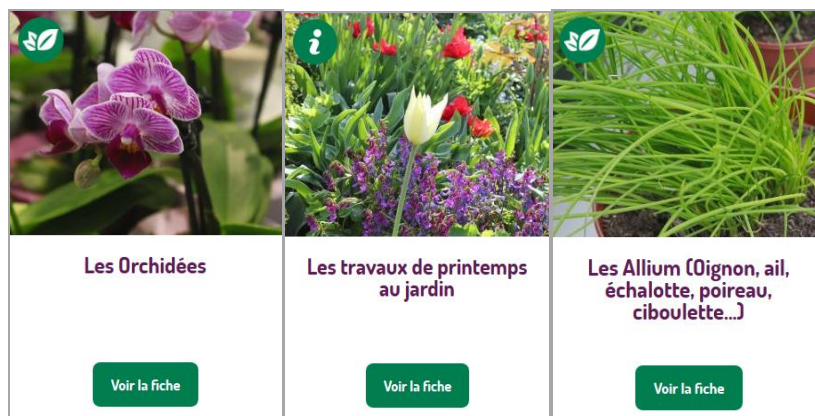 Les Orchidées
Voir la fiche
Les travaux de printemps
au jardin
Voir la fiche
Les Allium (Oignon, ail,
échalotte, poireau,
ciboulette...)
Voir la fiche